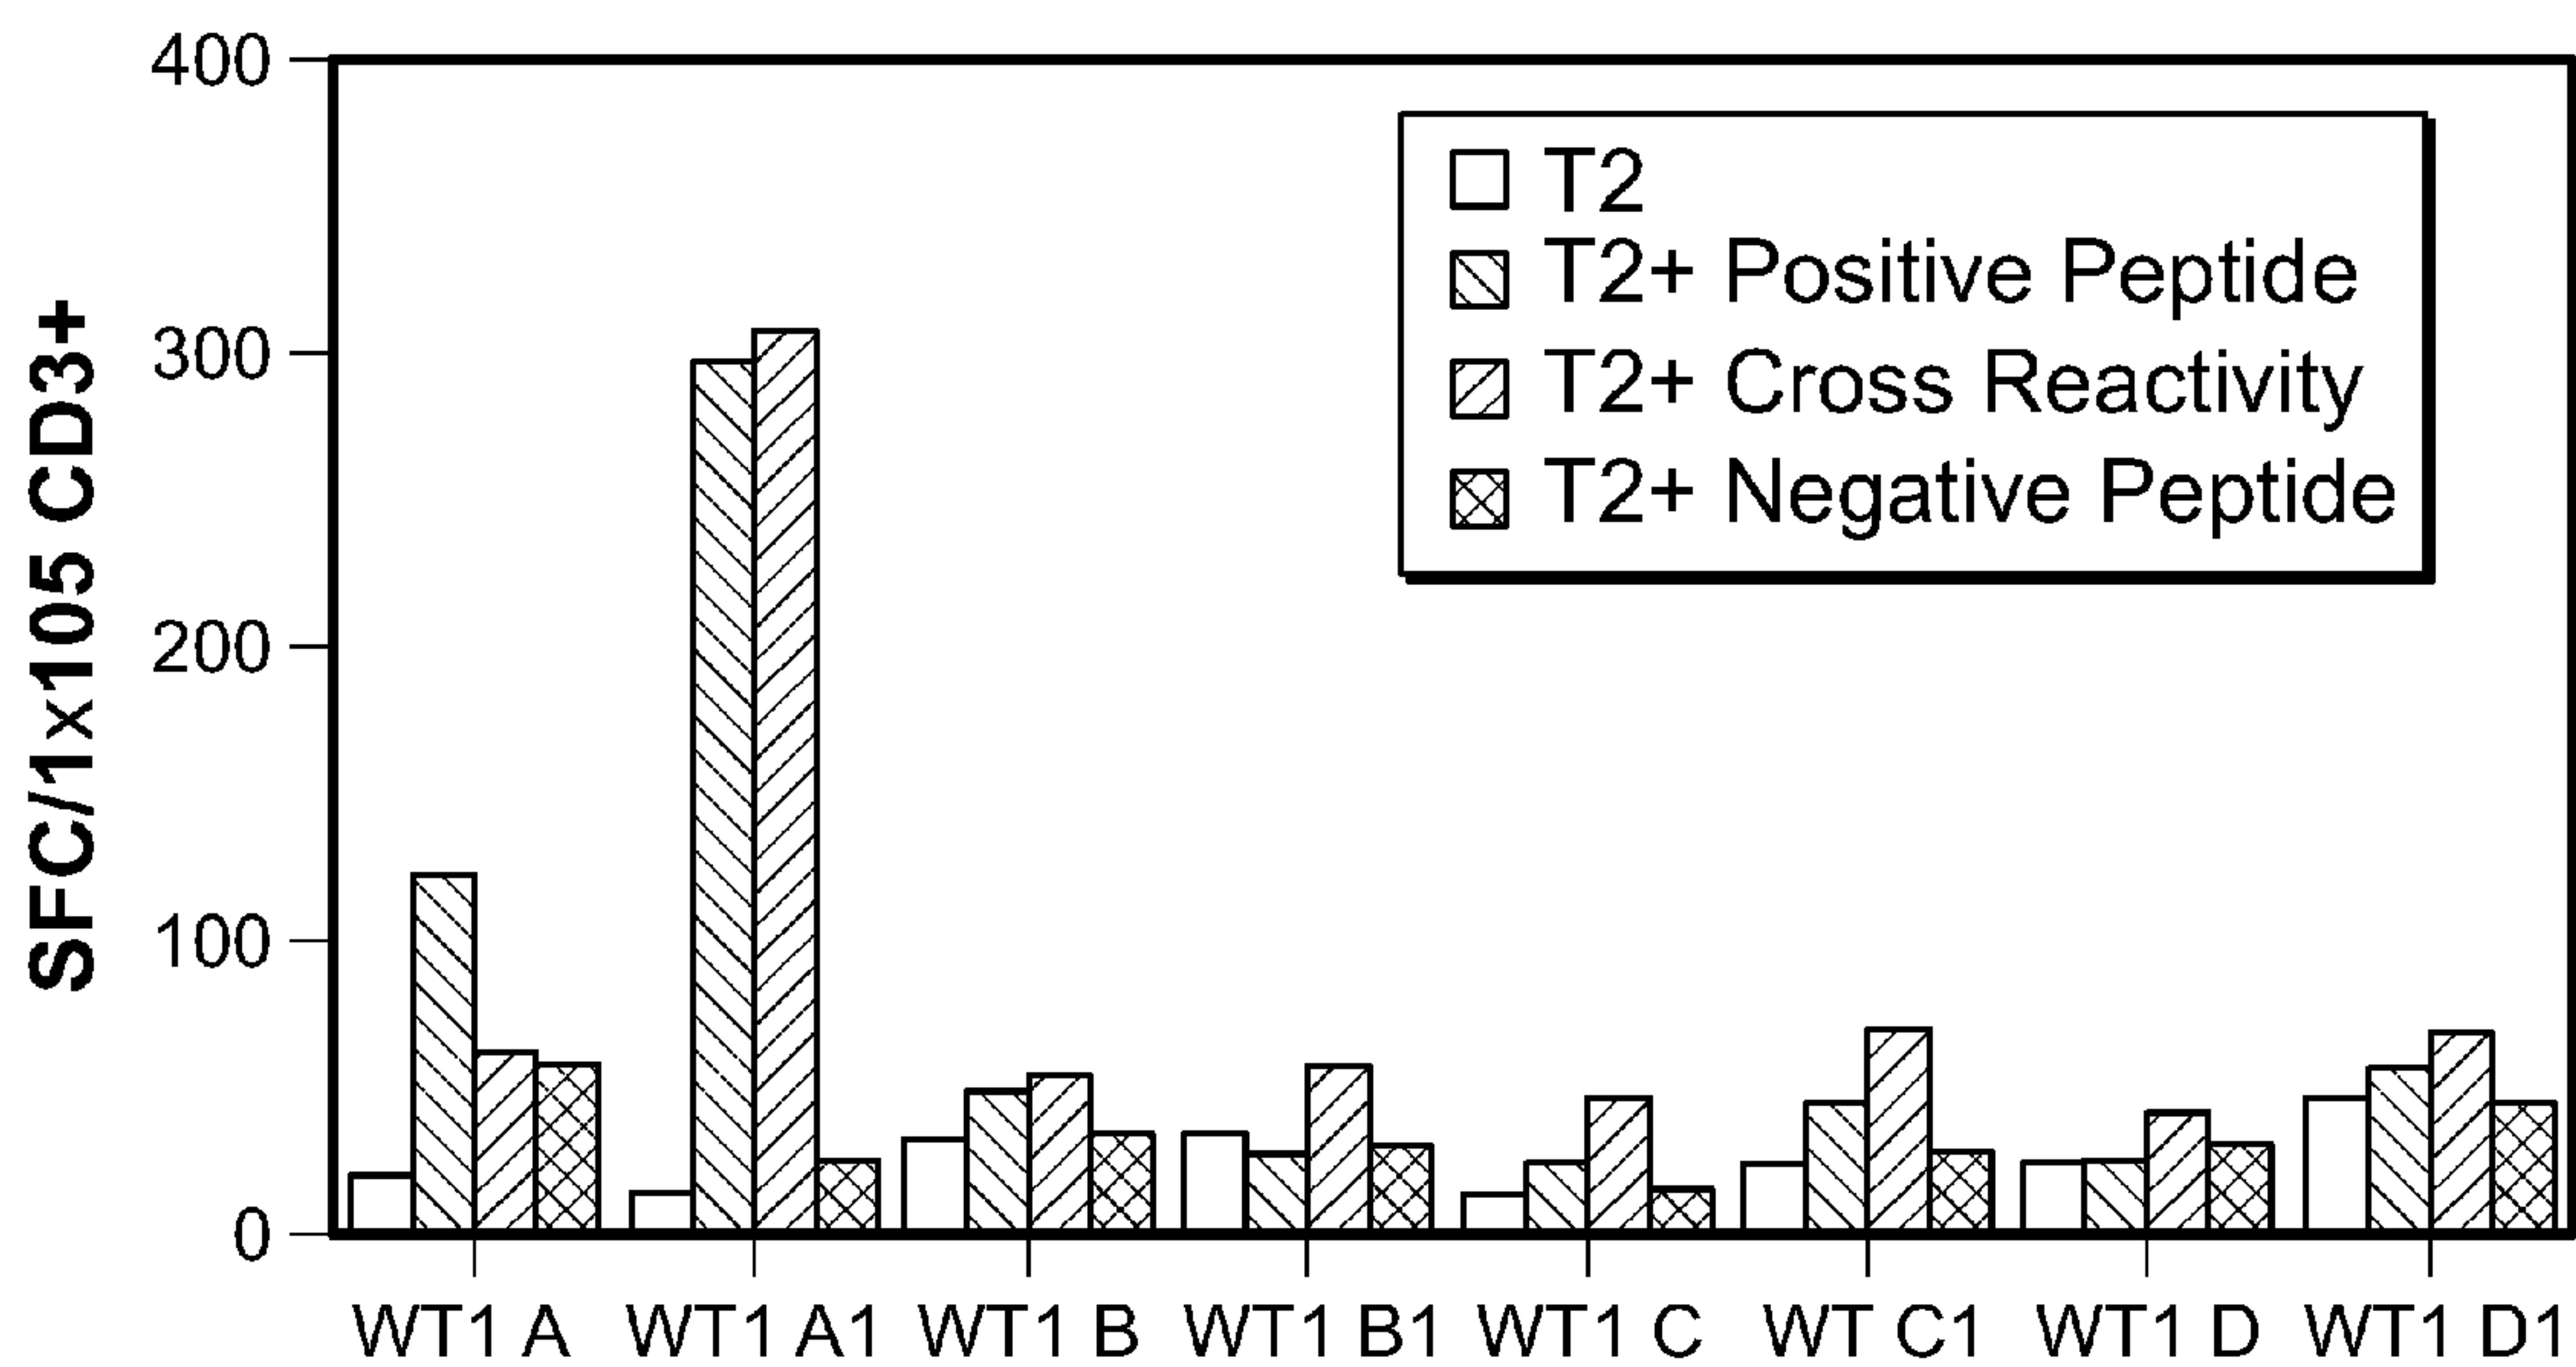 SFC/1x105 CD3+
400
300
200
100
0
T2
T2+ Positive Peptide
T2+ Cross Reactivity
T2+ Negative Peptide
WT1 A WT1 A1 WT1 B WT1 B1 WT1 C WT C1 WT1 D WT1 D1